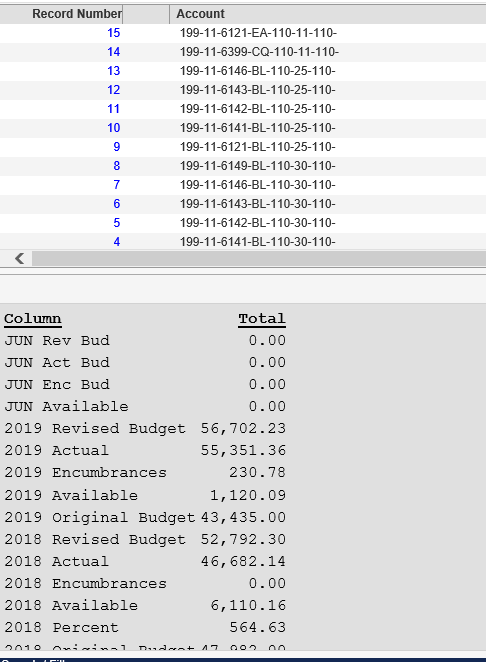 Record Number Account
15 199-11-6121-EA-110-11-110-
14 199-11-6399-CQ-110-11-110-
13 199-11-6146-BL-110-25-110-
12 199-11-6143-BL-110-25-110-
11 199-11-6142-BL-110-25-110-
10 199-11-6141-BL-110-25-110-
9 199-11-6121-BL-110-25-110-
8 199-11-6149-BL-110-30-110-
7 199-11-6146-BL-110-30-110-
6 199-11-6143-BL-110-30-110-
5 199-11-6142-BL-110-30-110-
4 199-11-6141-BL-110-30-110-
Column Total
JUN Rev Bud 0.00
JUN Act Bud 0.00
JUN Enc Bud 0.00
JUN Available 0.00
2019 Revised Budget 56,702.23
2019 Actual 55,351.36
2019 Encumbrances 230.78
2019 Available 1,120.09
2019 Original Budget 43,435.00
2018 Revised Budget 52,792.30
2018 Actual 46,682.14
2018 Encumbrances 0.00
2018 Available 6,110.16
2018 Percent 564.63
2018 Original Budget 47,982.00